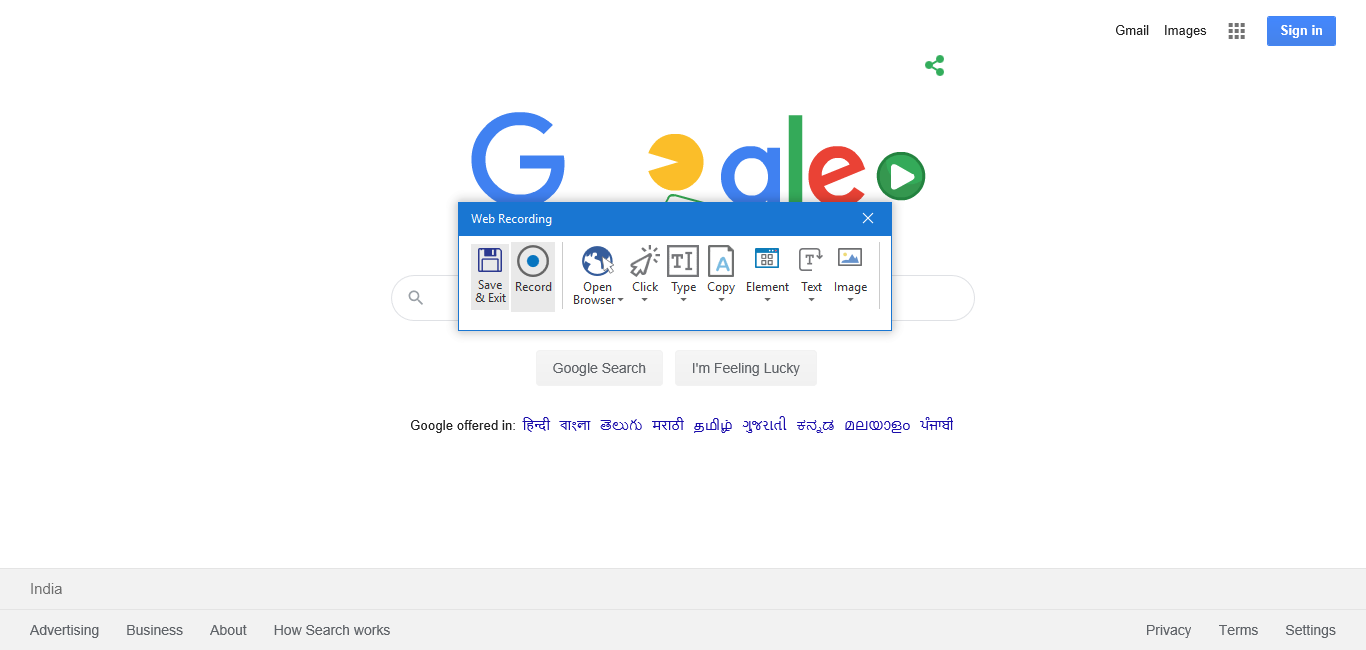 Gmail Images Sign in
G gle
Web Recording
Save & Exit
Record
Open Browser
Click
Type
Copy
Element
Text
Image
Google Search I'm Feeling Lucky
Google offered in: हिन्दी বাংলা తెలుగు मराठी தமிழ் ગુજરાતી ಕನ್ನಡ മലയാളം ਪੰਜਾਬੀ
India
Advertising Business About How Search works Privacy Terms Settings